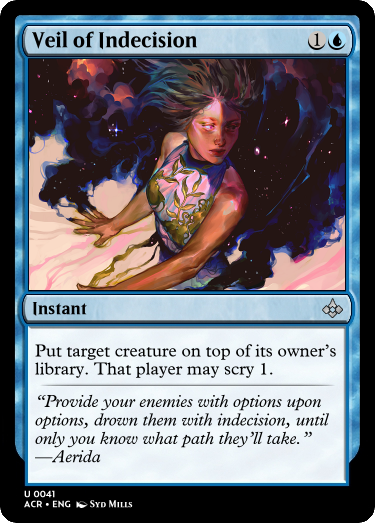 Veil of Indecision 1
Instant
Put target creature on top of its owner's
library. That player may scry 1.
“Provide your enemies with options upon
options, drown them with indecision, until
only you know what path they’ll take.”
—Aerida
U 0041
ACR • ENG Syd Mills